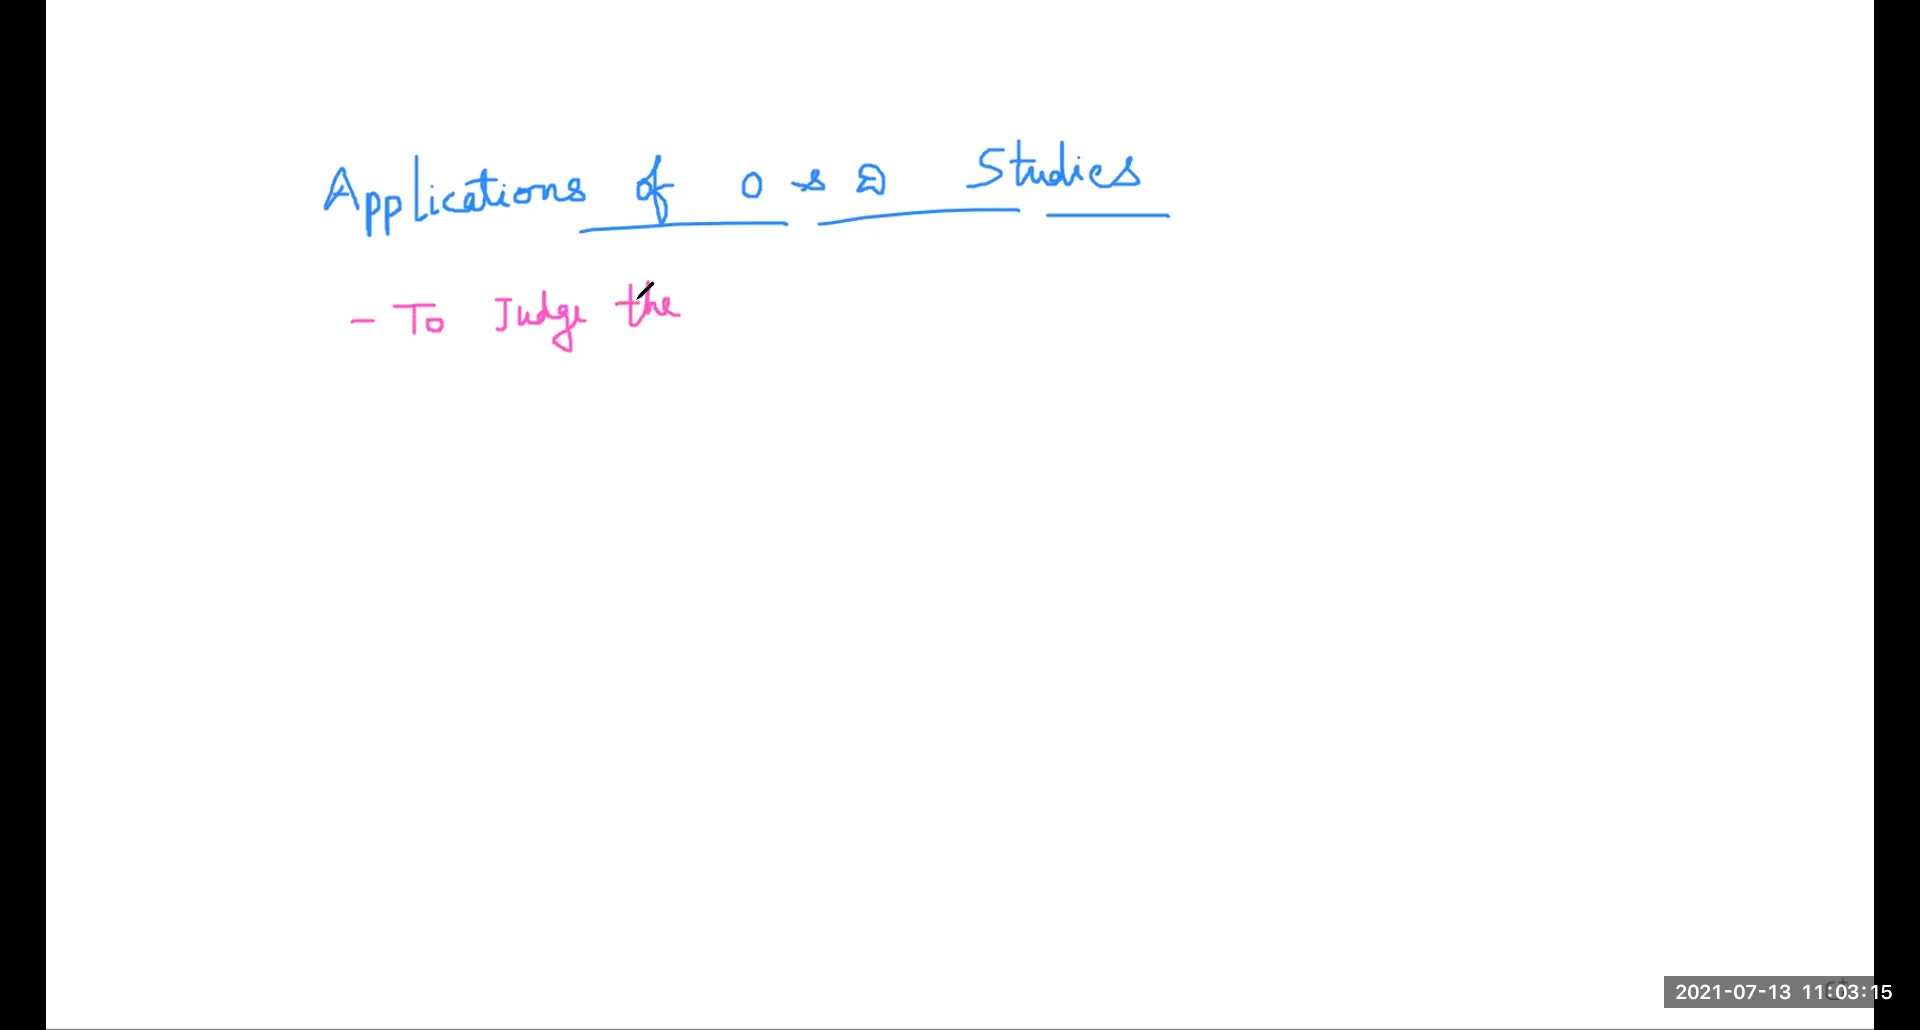 Applications of O & D Studies
- To Judge the
2021-07-13 11:03:15